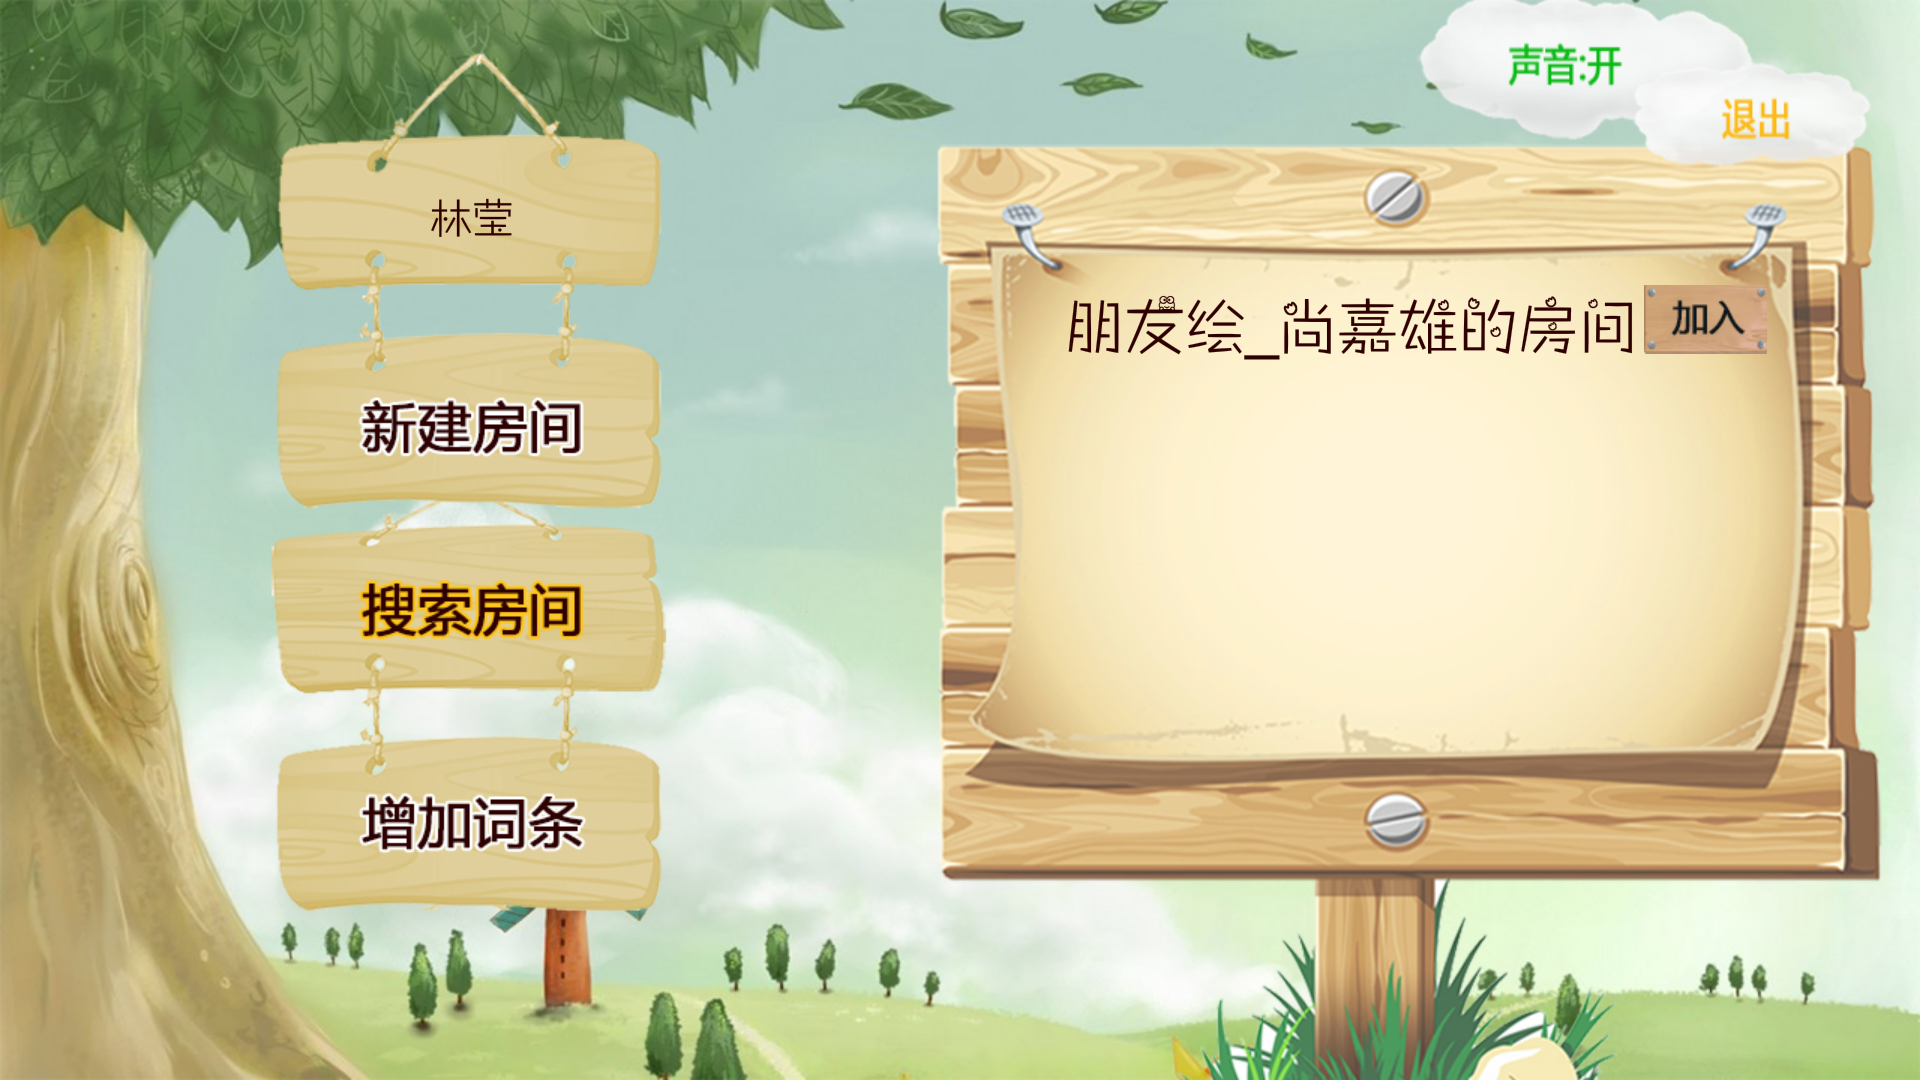 声音:开
退出
林莹
新建房间
搜索房间
增加词条
朋友绘_尚嘉雄的房间
加入